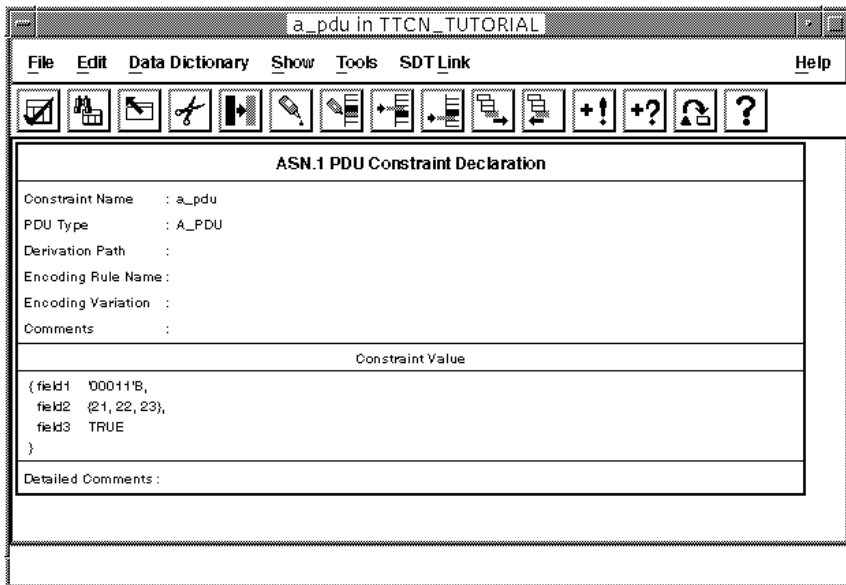 a_pdu in TTCN_TUTORIAL
File Edit Data Dictionary Show Tools SDT Link Help
+! +? ?
ASN.1 PDU Constraint Declaration
Constraint Name : a_pdu
PDU Type : A_PDU
Derivation Path :
Encoding Rule Name :
Encoding Variation :
Comments :
Constraint Value
{ field1 '00011'B,
field2 {21, 22, 23},
field3 TRUE
}
Detailed Comments :